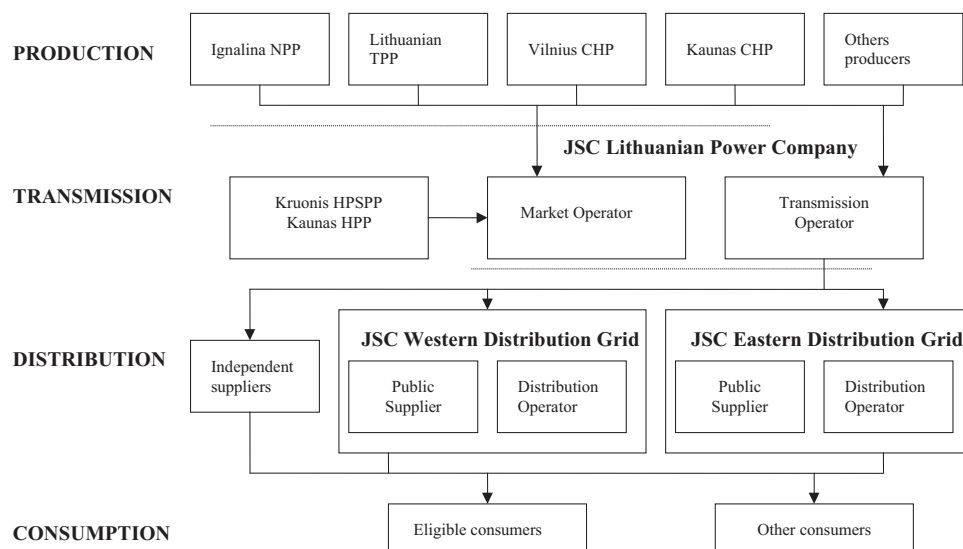 PRODUCTION
Ignalina NPP
Lithuanian
TPP
Vilnius CHP
Kaunas CHP
Others
producers
JSC Lithuanian Power Company
TRANSMISSION
Kruonis HPSPP
Kaunas HPP
Market Operator
Transmission
Operator
DISTRIBUTION
Independent
suppliers
JSC Western Distribution Grid
Public
Supplier
Distribution
Operator
JSC Eastern Distribution Grid
Public
Supplier
Distribution
Operator
CONSUMPTION
Eligible consumers
Other consumers